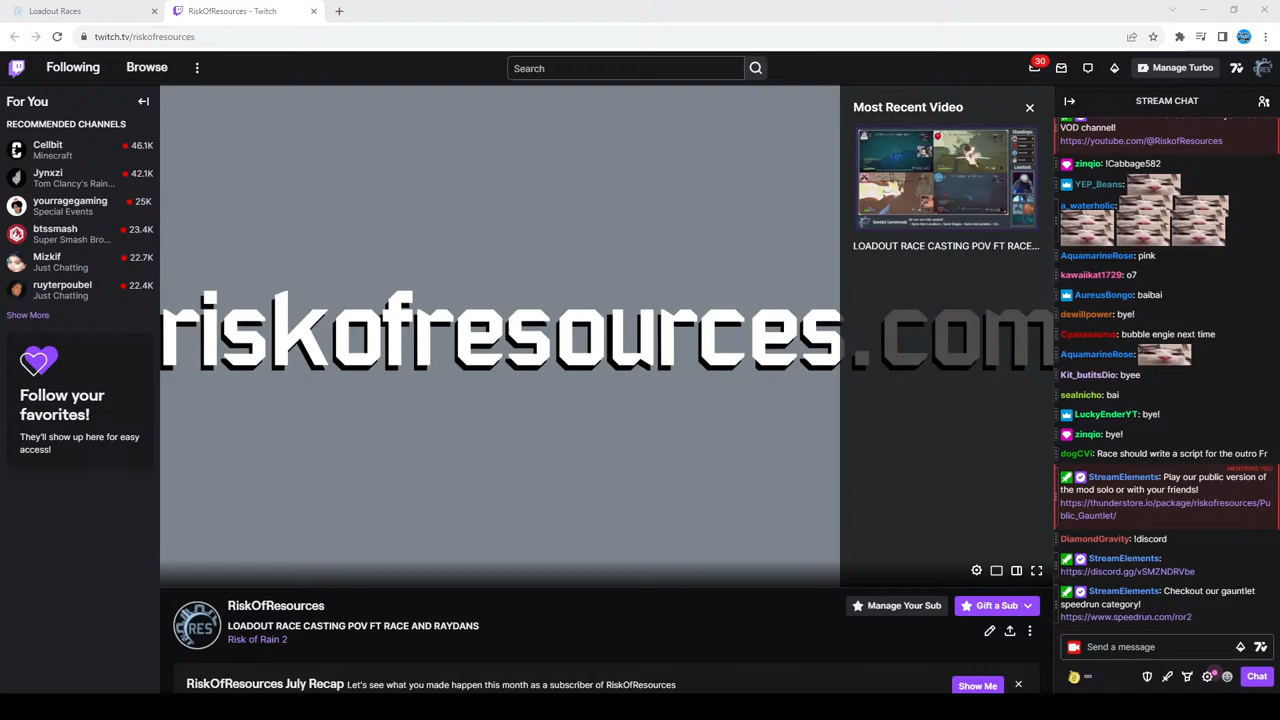 Loadout Races
RiskOfResources - Twitch
twitch.tv/riskofresources
Following
Browse
Search
30
Manage Turbo
For You
RECOMMENDED CHANNELS
Cellbit
46.1K
Minecraft
Jynxzi
42.1K
Tom Clancy's Rain...
yourragegaming
25K
Special Events
btssmash
23.4K
Super Smash Bro...
Mizkif
22.7K
Just Chatting
ruyterpoubel
22.4K
Just Chatting
Show More
Follow your
favorites!
They'll show up here for easy
access!
riskofresources.com
Most Recent Video
Standings:
Loadout:
LOADOUT RACE CASTING POV FT RACE...
RES
RiskOfResources
LOADOUT RACE CASTING POV FT RACE AND RAYDANS
Risk of Rain 2
Manage Your Sub
Gift a Sub
RiskOfResources July Recap Let's see what you made happen this month as a subscriber of RiskOfResources
Show Me
STREAM CHAT
VOD channel!
https://youtube.com/@RiskofResources
zinqio: !Cabbage582
YEP_Beans:
a_waterholic:
AquamarineRose: pink
kawaiikat1729: o7
AureusBongo: baibai
dewillpower: bye!
Cyanasaurus: bubble engie next time
AquamarineRose:
Kit_butitsDio: byee
sealnicho: bai
LuckyEnderYT: bye!
zinqio: bye!
dogCVi: Race should write a script for the outro Fr
MENTIONS YOU
StreamElements: Play our public version of
the mod solo or with your friends!
https://thunderstore.io/package/riskofresources/Pu
blic_Gauntlet/
DiamondGravity: !discord
StreamElements:
https://discord.gg/vSMZNDRVbe
StreamElements: Checkout our gauntlet
speedrun category!
https://www.speedrun.com/ror2
Send a message
Chat